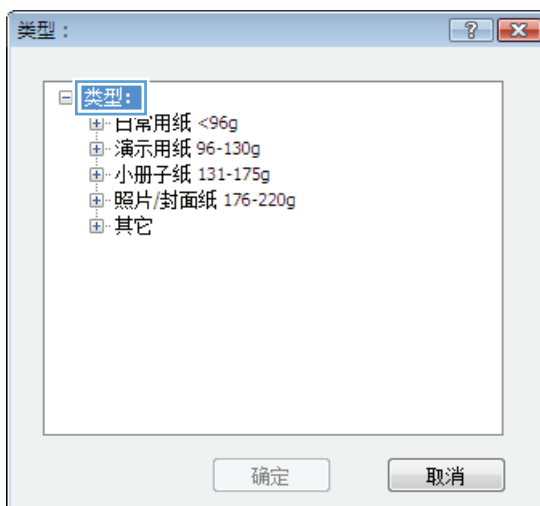 类型：
类型：
日常用纸 <96g
演示用纸 96-130g
小册子纸 131-175g
照片/封面纸 176-220g
其它
确定 取消